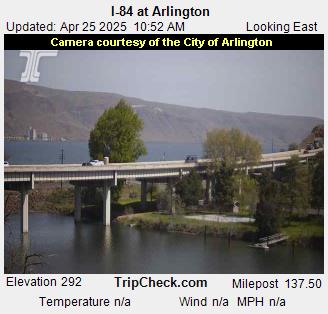 I-84 at Arlington
Updated: Apr 25 2025 10:52 AM Looking East
Camera courtesy of the City of Arlington
Elevation 292 TripCheck.com Milepost 137.50
Temperature n/a Wind n/a MPH n/a